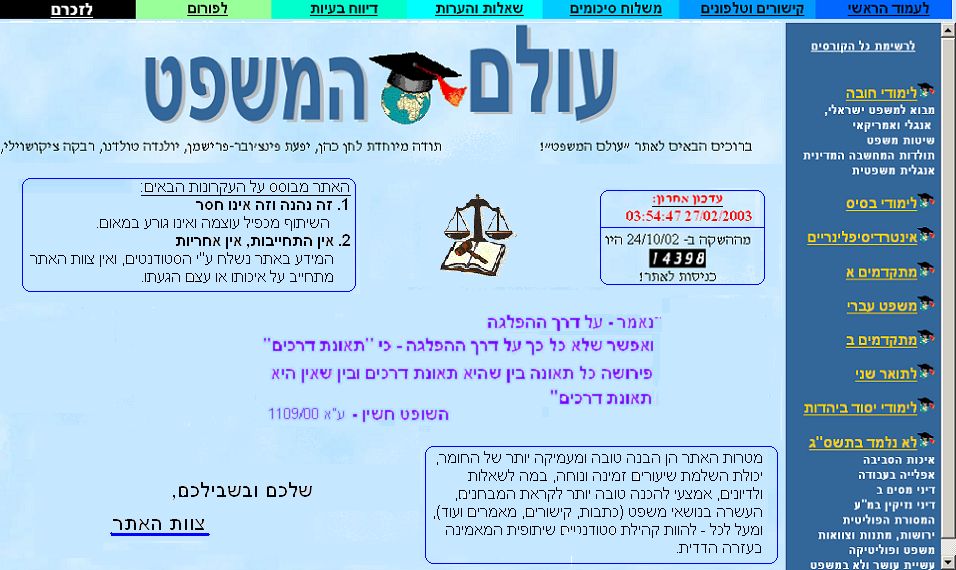 לעמוד הראשי
קישורים וטלפונים
משלוח סיכומים
שאלות והערות
דיווח בעיות
לפורום
לזכרם
לרשימת כל הקורסים
לימודי חובה
מבוא למשפט ישראלי,
אנגלי ואמריקאי
שיטות משפט
תולדות המחשבה המדינית
אנגלית משפטית
לימודי בסיס
אינטרדיסיפלינריים
מתקדמים א
משפט עברי
מתקדמים ב
לתואר שני
לימודי יסוד ביהדות
לא נלמד בתשס"ג
איכות הסביבה
אפלייה בעבודה
דיני מסים ב
דיני נזיקין במ"ע
המסורת הפוליטית
ירושות, מתנות וצוואות
משפט ופוליטיקה
עשיית עושר ולא במשפט
עולם המשפט
ברוכים הבאים לאתר "עולם המשפט"!
תודה מיוחדת לחן כהן, יפעת פינצ'ובר-פרישמן, יולנדה טולדנו, רבקה ציקושוילי,
עדכון אחרון:
03:54:47 27/02/2003
מההשקה ב- 24/10/02 היו
14398
כניסות לאתר!
האתר מבוסס על העקרונות הבאים:
1. זה נהנה וזה אינו חסר
השיתוף מכפיל עוצמה ואינו גורע במאום.
2. אין התחייבות, אין אחריות
המידע באתר נשלח ע"י הסטודנטים, ואין צוות האתר
מתחייב על איכותו או עצם הגעתו.
"נאמר - על דרך ההפלגה
ואפשר שלא כל כך על דרך ההפלגה - כי "תאונת דרכים"
פירושה כל תאונה בין שהיא תאונת דרכים ובין שאין היא
תאונת דרכים"
השופט חשין - ע"א 1109/00
מטרות האתר הן הבנה טובה ומעמיקה יותר של החומר,
יכולת השלמת שיעורים זמינה ונוחה, במה לשאלות
ולדיונים, אמצעי להכנה טובה יותר לקראת המבחנים,
העשרה בנושאי משפט (כתבות, קישורים, מאמרים ועוד),
ומעל לכל - להוות קהילת סטודנטיית שיתופית המאמינה
בעזרה הדדית.
שלכם ובשבילכם,
צוות האתר